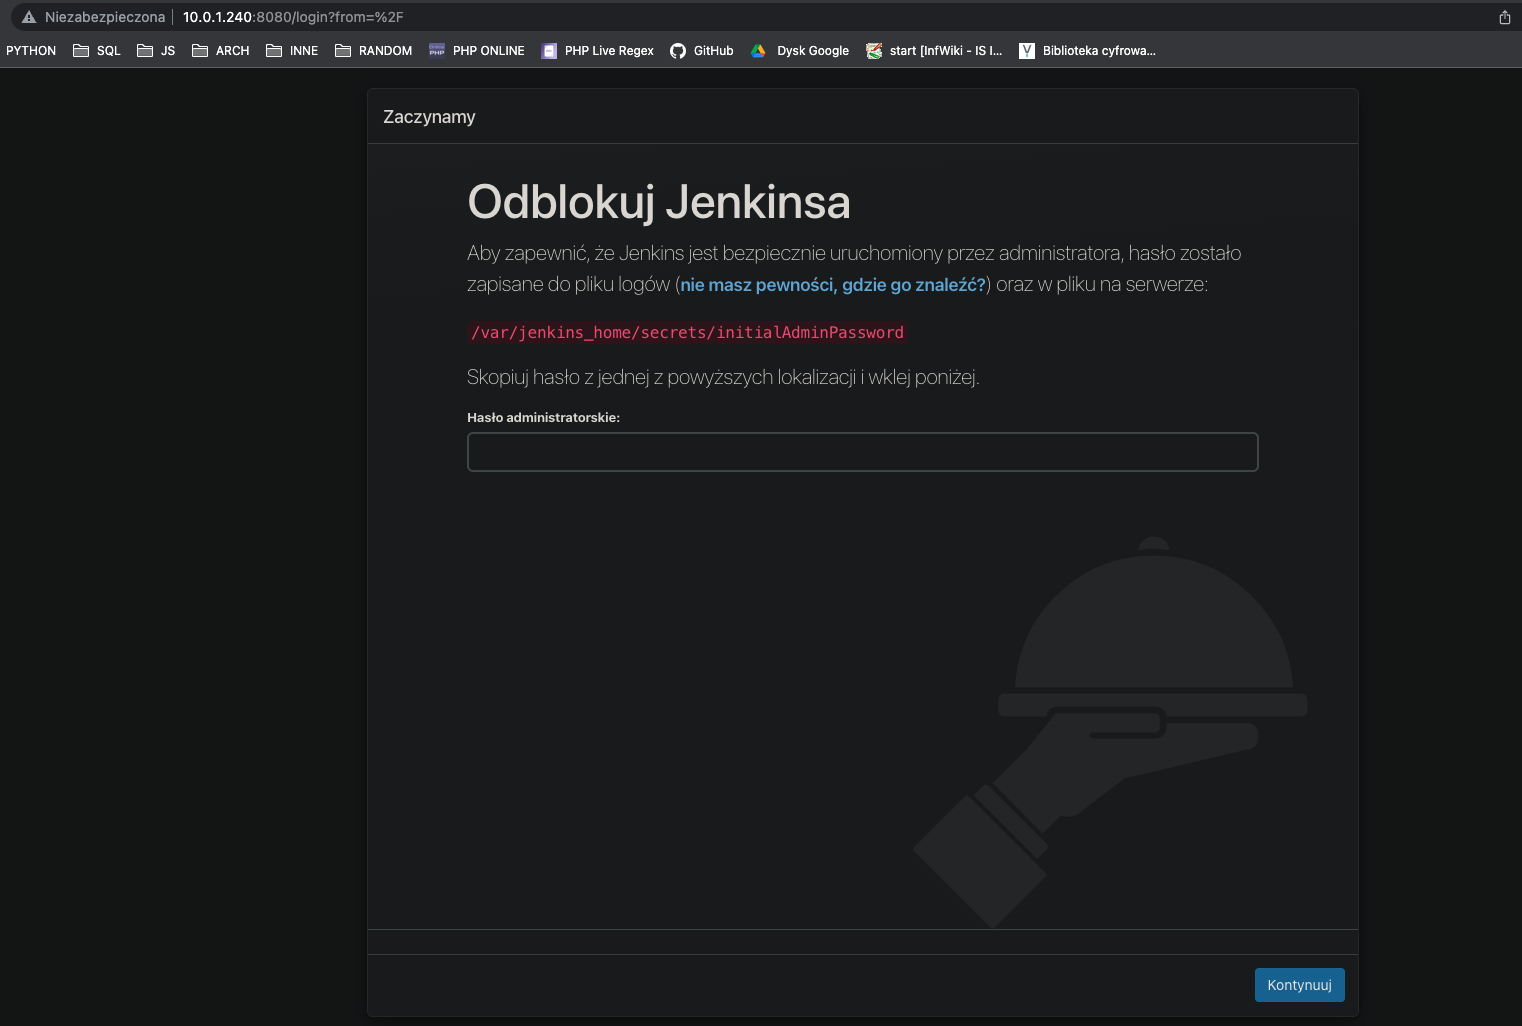 Niezabezpieczona | 10.0.1.240:8080/login?from=%2F
PYTHON SQL JS ARCH INNE RANDOM PHP PHP ONLINE PHP Live Regex GitHub Dysk Google start [InfWiki - IS I... Biblioteka cyfrowa...
Zaczynamy
Odblokuj Jenkinsa
Aby zapewnić, że Jenkins jest bezpiecznie uruchomiony przez administratora, hasło zostało
zapisane do pliku logów (nie masz pewności, gdzie go znaleźć?) oraz w pliku na serwerze:
/var/jenkins_home/secrets/initialAdminPassword
Skopiuj hasło z jednej z powyższych lokalizacji i wklej poniżej.
Hasło administratorskie:
Kontynuuj